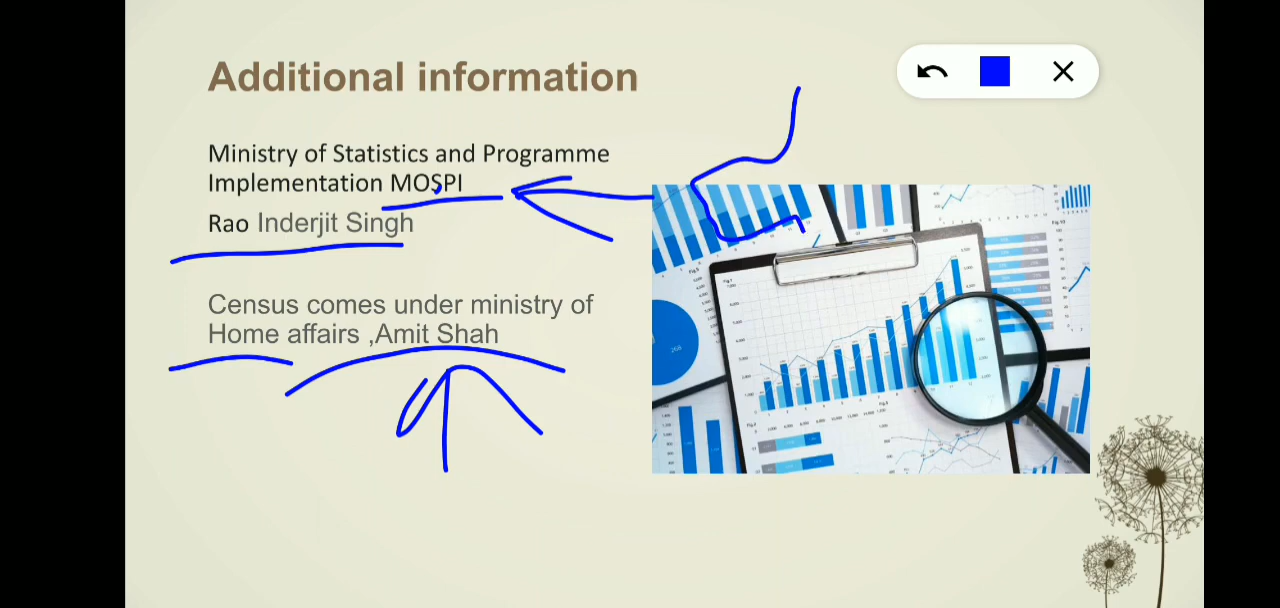 Additional information
Ministry of Statistics and Programme
Implementation MOSPI
Rao Inderjit Singh
Census comes under ministry of
Home affairs ,Amit Shah